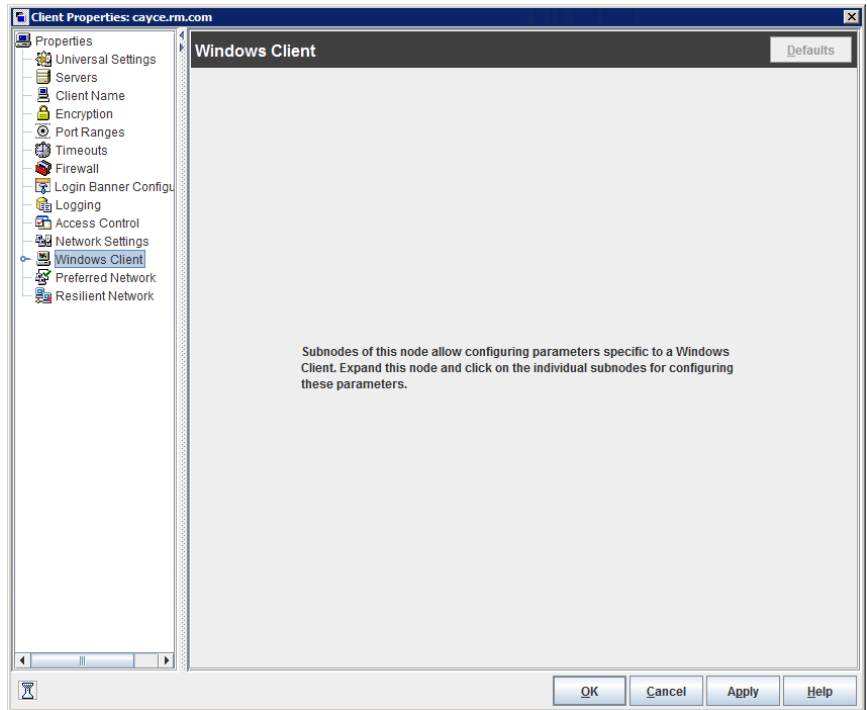 Client Properties: cayce.rm.com
Properties
Universal Settings
Servers
Client Name
Encryption
Port Ranges
Timeouts
Firewall
Login Banner Configu
Logging
Access Control
Network Settings
Windows Client
Preferred Network
Resilient Network
Windows Client
Defaults
Subnodes of this node allow configuring parameters specific to a Windows
Client. Expand this node and click on the individual subnodes for configuring
these parameters.
OK
Cancel
Apply
Help